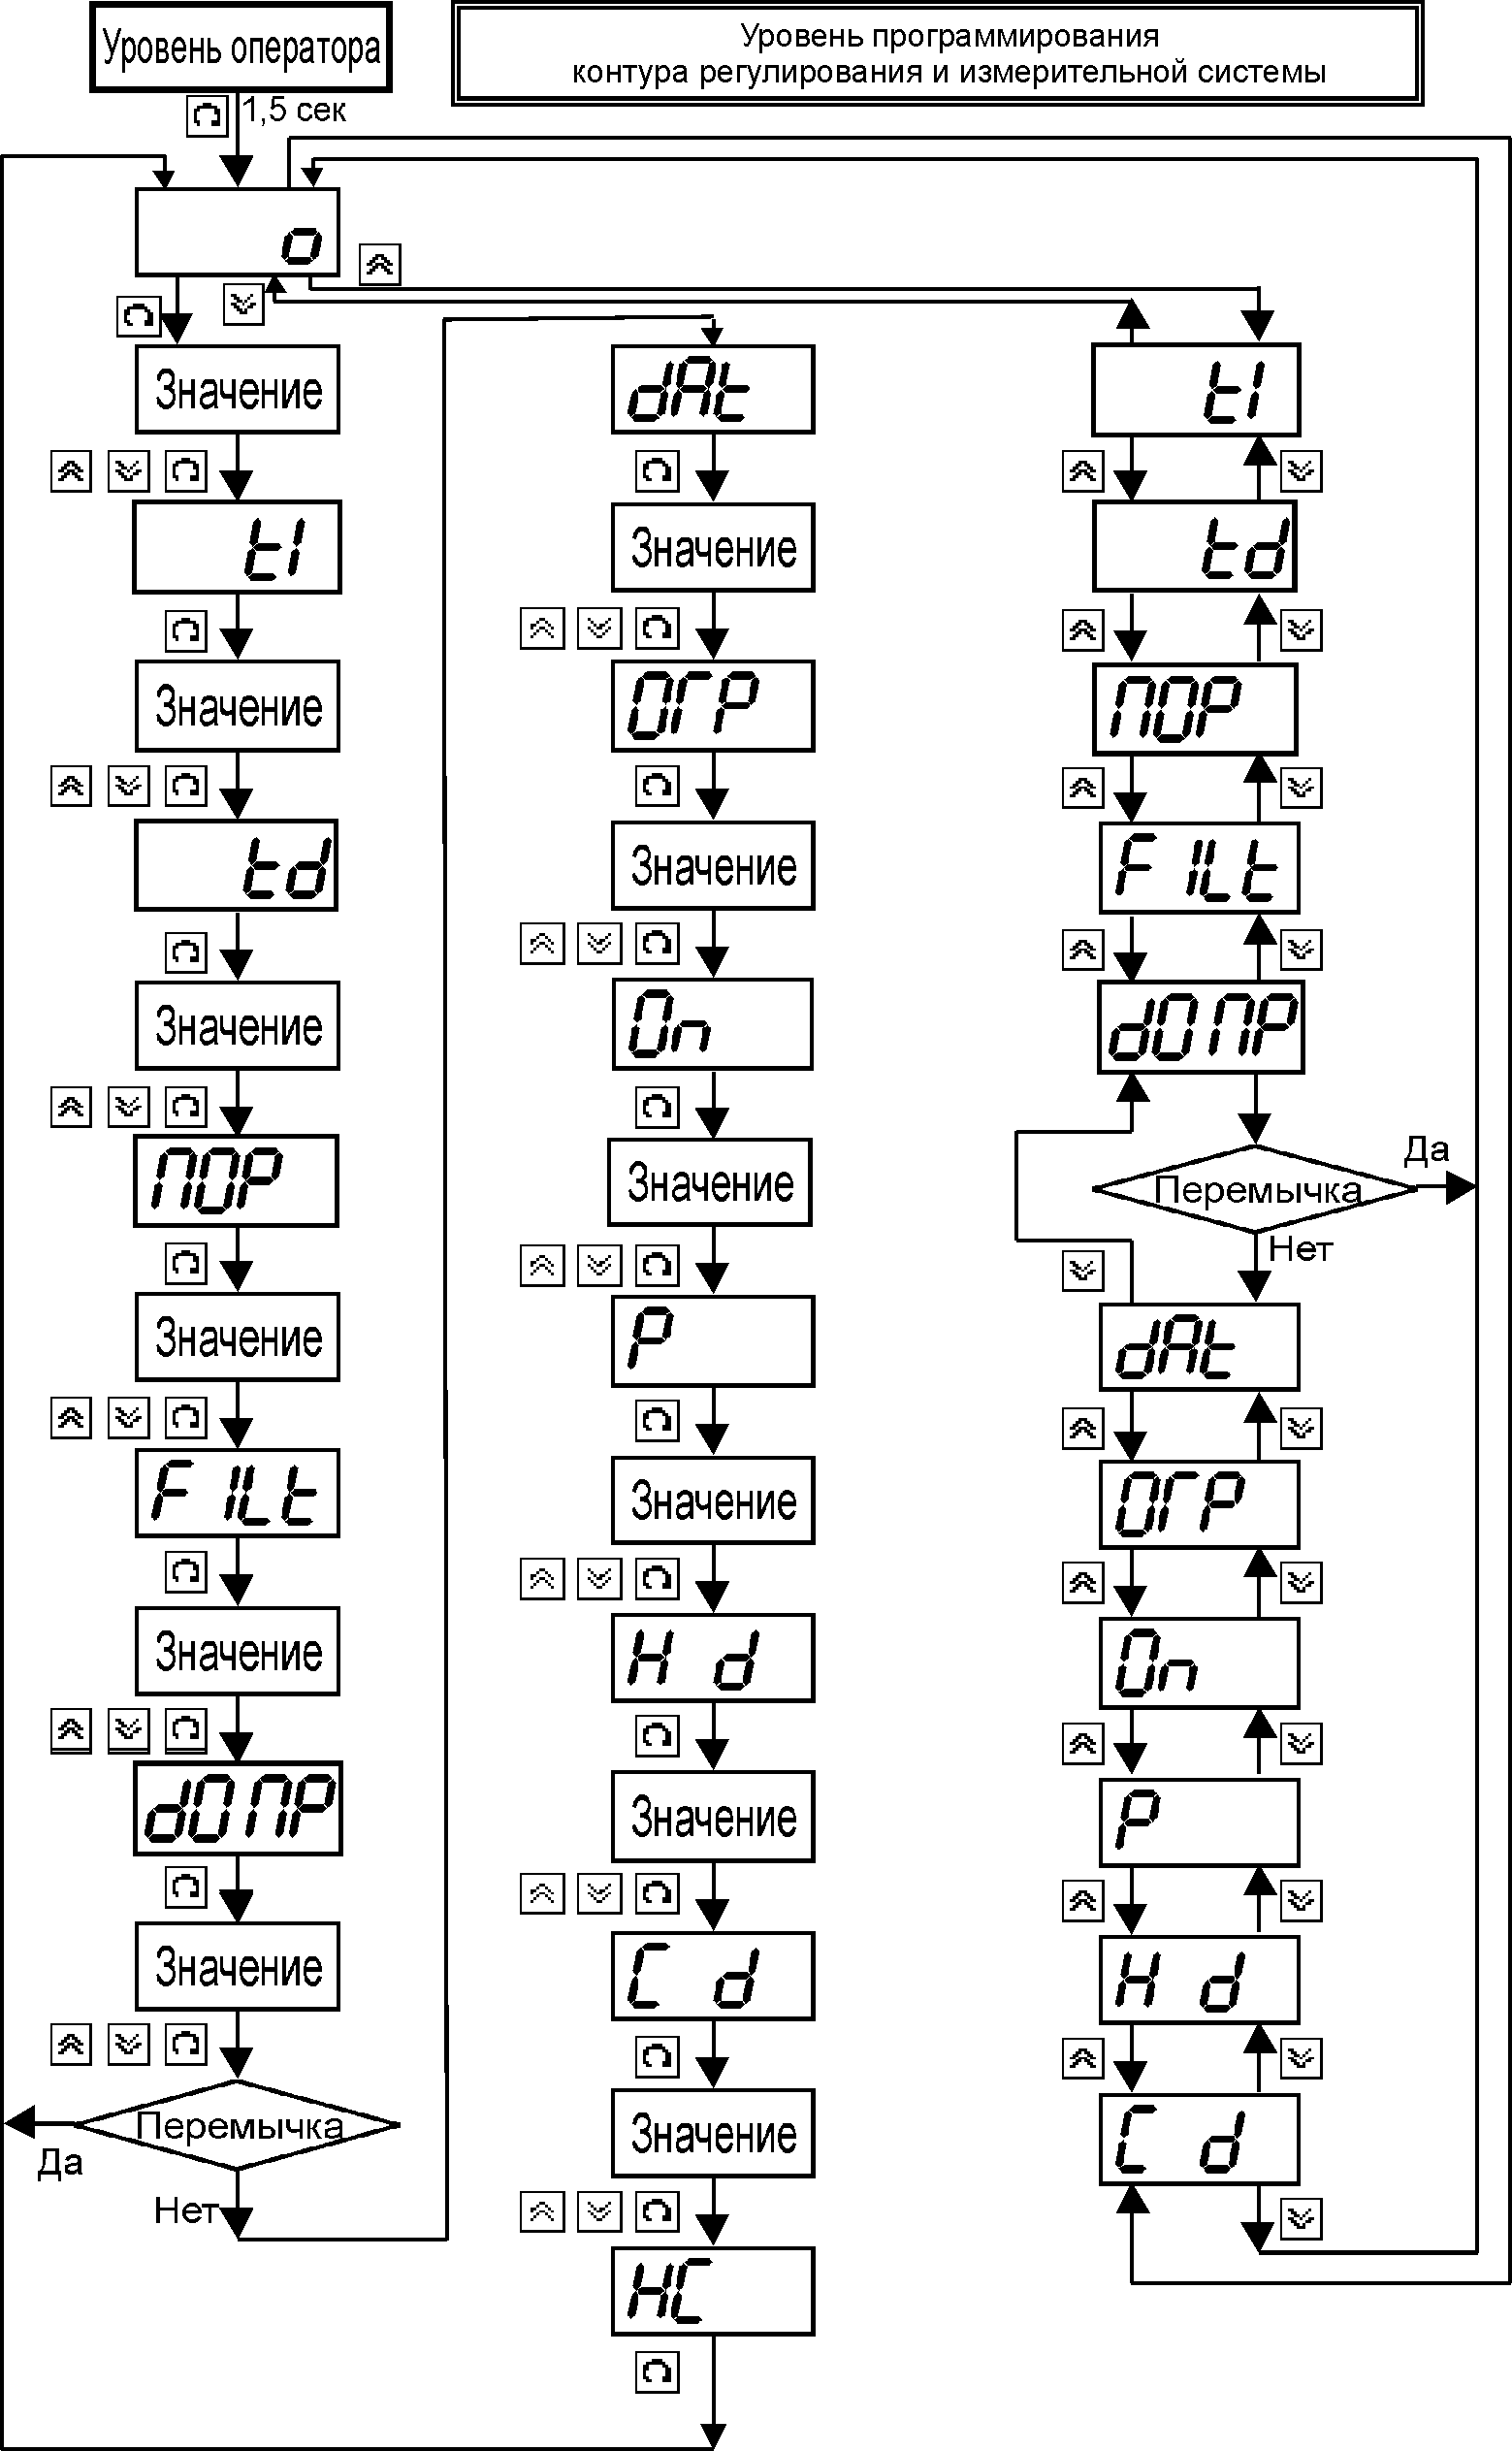 Уровень оператора
Уровень программирования
контура регулирования и измерительной системы
1,5 сек
o
Значение
tI
Значение
td
Значение
ПОР
Значение
FILt
Значение
dОПР
Значение
Перемычка
Да
Нет
dAt
Значение
ОГР
Значение
On
Значение
P
Значение
H d
Значение
C d
Значение
HC
tI
td
ПОР
FILt
dОПР
Перемычка
Да
Нет
dAt
ОГР
On
P
H d
C d